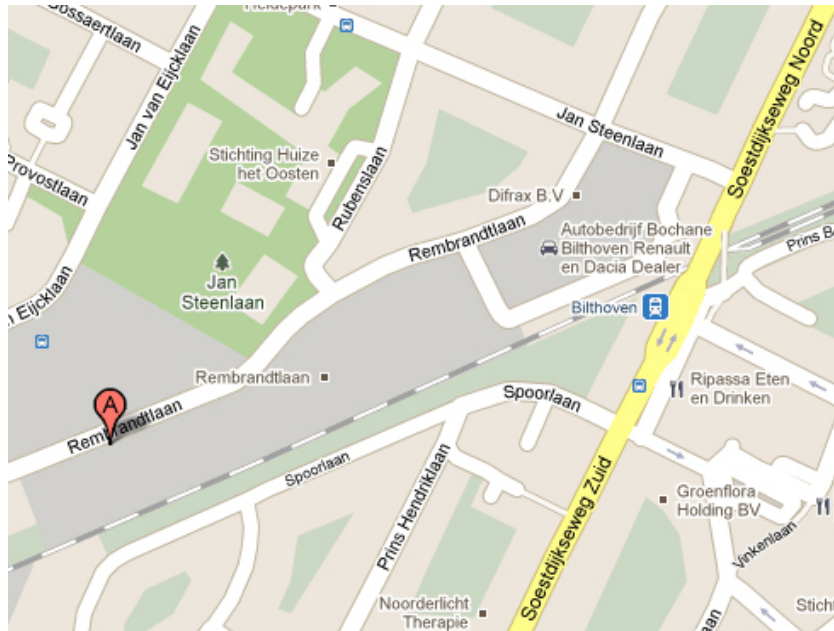 Gossaertlaan
Heidepark
Jan van Eijcklaan
Soestdijkseweg Noord
Jan Steenlaan
Provostlaan
Stichting Huize
het Oosten
Rubenslaan
Difrax B.V
Rembrandtlaan
Autobedrijf Bochane
Bilthoven Renault
en Dacia Dealer
Prins B
Jan
Steenlaan
n Eijcklaan
Bilthoven
Rembrandtlaan
Ripassa Eten
en Drinken
A
Rembrandtlaan
Spoorlaan
Spoorlaan
Prins Hendriklaan
Soestdijkseweg Zuid
Groenflora
Holding BV
Vinkenlaan
Noorderlicht
Therapie
Sticht